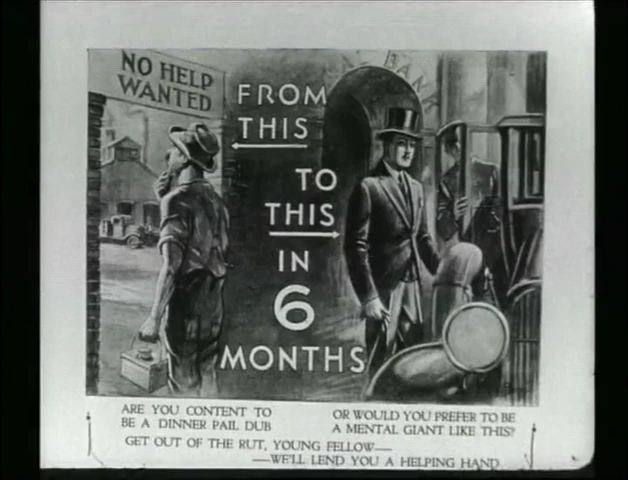 NO HELP
WANTED
FROM
THIS
TO
THIS
IN
6
MONTHS
BANK
ARE YOU CONTENT TO
BE A DINNER PAIL DUB
OR WOULD YOU PREFER TO BE
A MENTAL GIANT LIKE THIS?
GET OUT OF THE RUT, YOUNG FELLOW—
—WE'LL LEND YOU A HELPING HAND